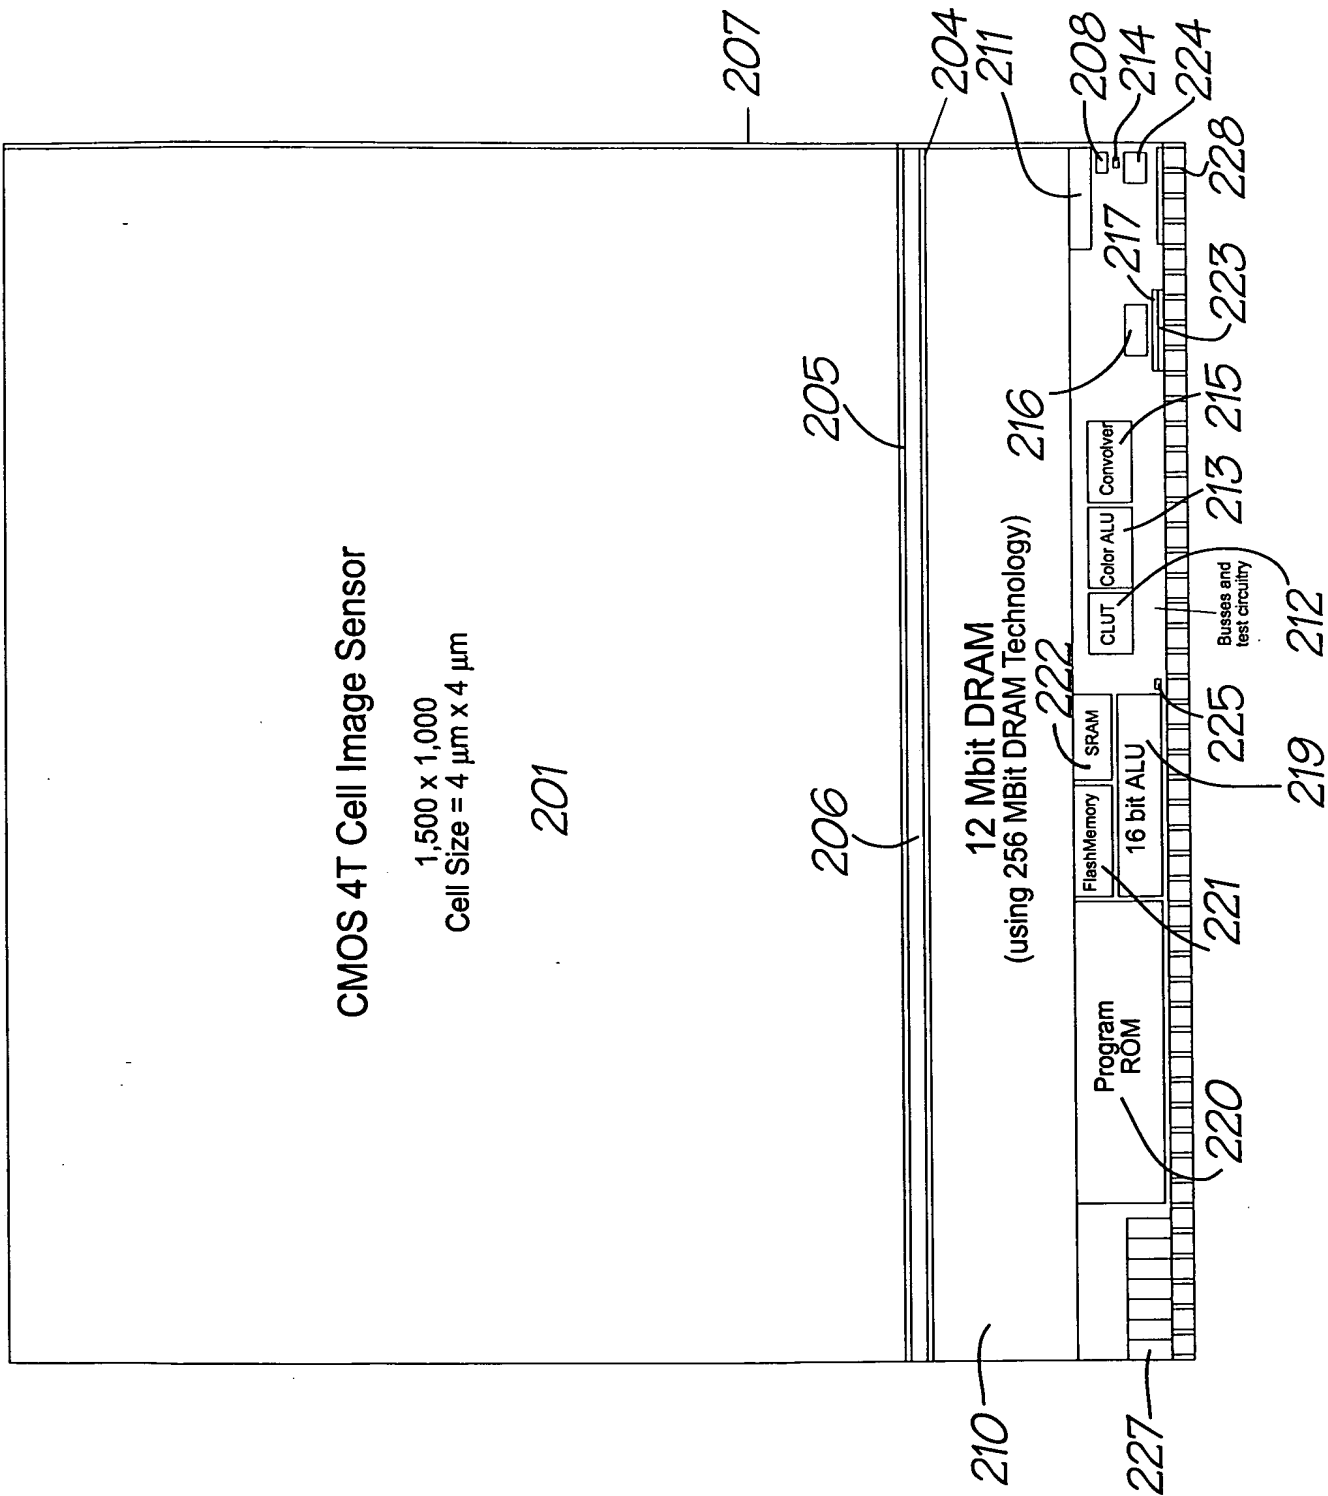 CMOS 4T Cell Image Sensor
1,500 x 1,000
Cell Size = 4 µm x 4 µm
201
207
205
206
204
211
210
12 Mbit DRAM
(using 256 MBit DRAM Technology)
222
216
208
217
214
224
FlashMemory
SRAM
CLUT
Color ALU
Convolver
Program
ROM
16 bit ALU
227
220
221
225
Busses and
test circuitry
213
215
223
228
219
212